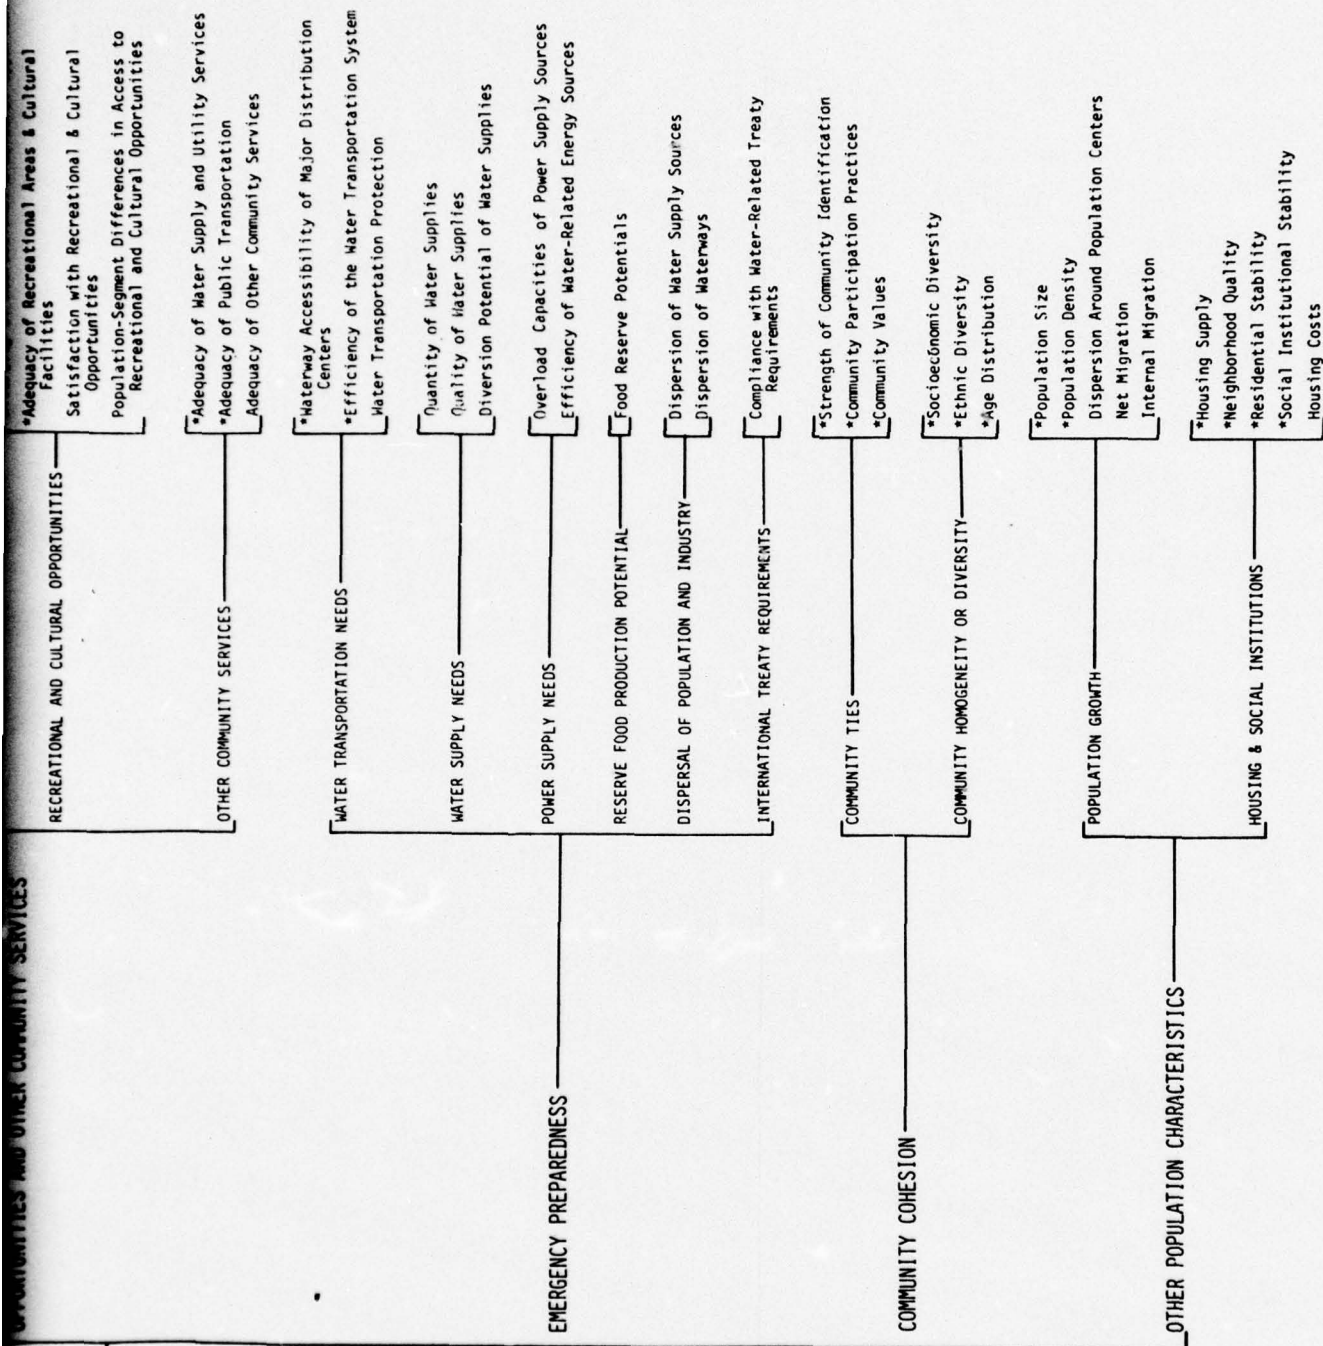 OPPORTUNITIES AND OTHER COMMUNITY SERVICES
RECREATIONAL AND CULTURAL OPPORTUNITIES
*Adequacy of Recreational Areas & Cultural
Facilities
Satisfaction with Recreational & Cultural
Opportunities
Population-Segment Differences in Access to
Recreational and Cultural Opportunities
OTHER COMMUNITY SERVICES
*Adequacy of Water Supply and Utility Services
*Adequacy of Public Transportation
Adequacy of Other Community Services
EMERGENCY PREPAREDNESS
WATER TRANSPORTATION NEEDS
*Waterway Accessibility of Major Distribution
Centers
*Efficiency of the Water Transportation System
Water Transportation Protection
WATER SUPPLY NEEDS
Quantity of Water Supplies
Quality of Water Supplies
Diversion Potential of Water Supplies
POWER SUPPLY NEEDS
Overload Capacities of Power Supply Sources
Efficiency of Water-Related Energy Sources
RESERVE FOOD PRODUCTION POTENTIAL
Food Reserve Potentials
DISPERSAL OF POPULATION AND INDUSTRY
Dispersion of Water Supply Sources
Dispersion of Waterways
INTERNATIONAL TREATY REQUIREMENTS
Compliance with Water-Related Treaty
Requirements
COMMUNITY COHESION
COMMUNITY TIES
*Strength of Community Identification
*Community Participation Practices
*Community Values
COMMUNITY HOMOGENEITY OR DIVERSITY
*Socioeconomic Diversity
*Ethnic Diversity
*Age Distribution
OTHER POPULATION CHARACTERISTICS
POPULATION GROWTH
*Population Size
*Population Density
Dispersion Around Population Centers
Net Migration
Internal Migration
HOUSING & SOCIAL INSTITUTIONS
*Housing Supply
*Neighborhood Quality
*Residential Stability
*Social Institutional Stability
Housing Costs